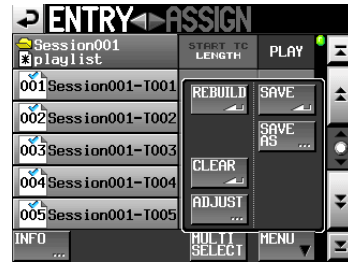 ENTRY ASSIGN
Session001
playlist
START TC
LENGTH
PLAY
001 Session001-T001
002 Session001-T002
003 Session001-T003
004 Session001-T004
005 Session001-T005
REBUILD
SAVE
SAVE
AS ...
CLEAR
ADJUST
...
INFO
...
MULTI
SELECT
MENU